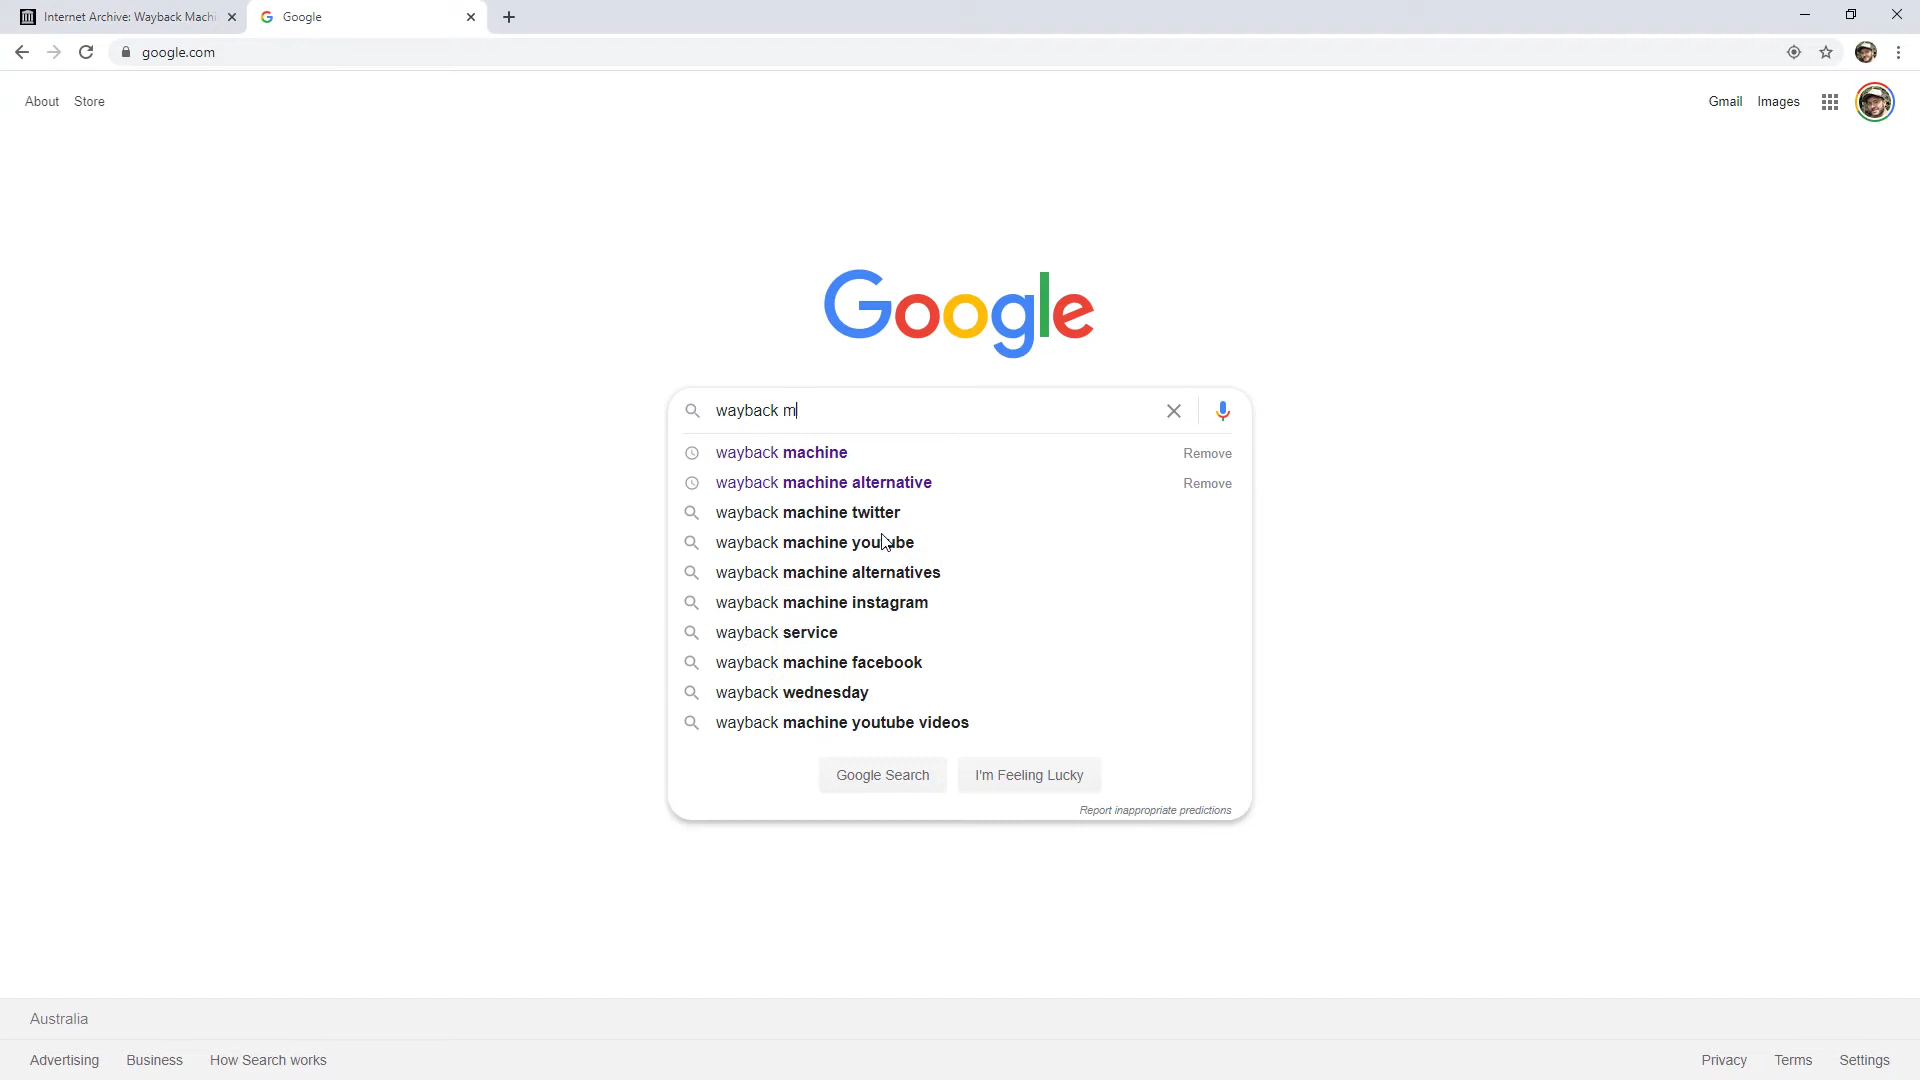 Internet Archive: Wayback Machi
Google
google.com
About Store
Gmail Images
Google
wayback m
wayback machine Remove
wayback machine alternative Remove
wayback machine twitter
wayback machine youtube
wayback machine alternatives
wayback machine instagram
wayback service
wayback machine facebook
wayback wednesday
wayback machine youtube videos
Google Search I'm Feeling Lucky
Report inappropriate predictions
Australia
Advertising Business How Search works
Privacy Terms Settings